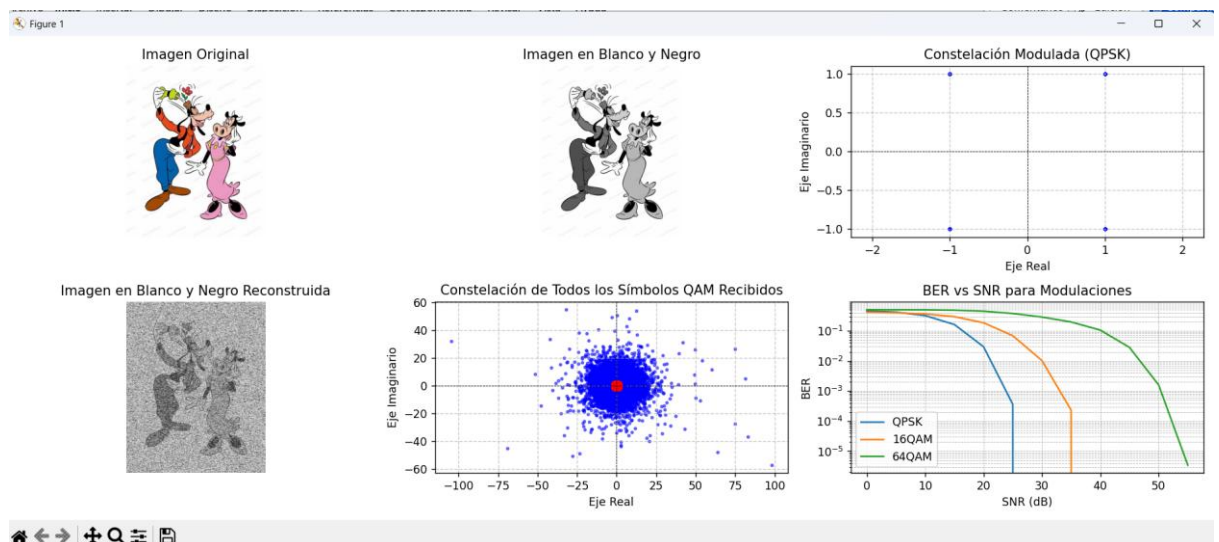 Figure 1
Imagen Original
Imagen en Blanco y Negro
Constelación Modulada (QPSK)
1.0
0.5
0.0
−0.5
−1.0
Eje Imaginario
−2
−1
0
1
2
Eje Real
Imagen en Blanco y Negro Reconstruida
Constelación de Todos los Símbolos QAM Recibidos
60
40
20
0
−20
−40
−60
Eje Imaginario
−100
−75
−50
−25
0
25
50
75
100
Eje Real
BER vs SNR para Modulaciones
10⁻¹
10⁻²
10⁻³
10⁻⁴
10⁻⁵
BER
QPSK
16QAM
64QAM
0
10
20
30
40
50
SNR (dB)